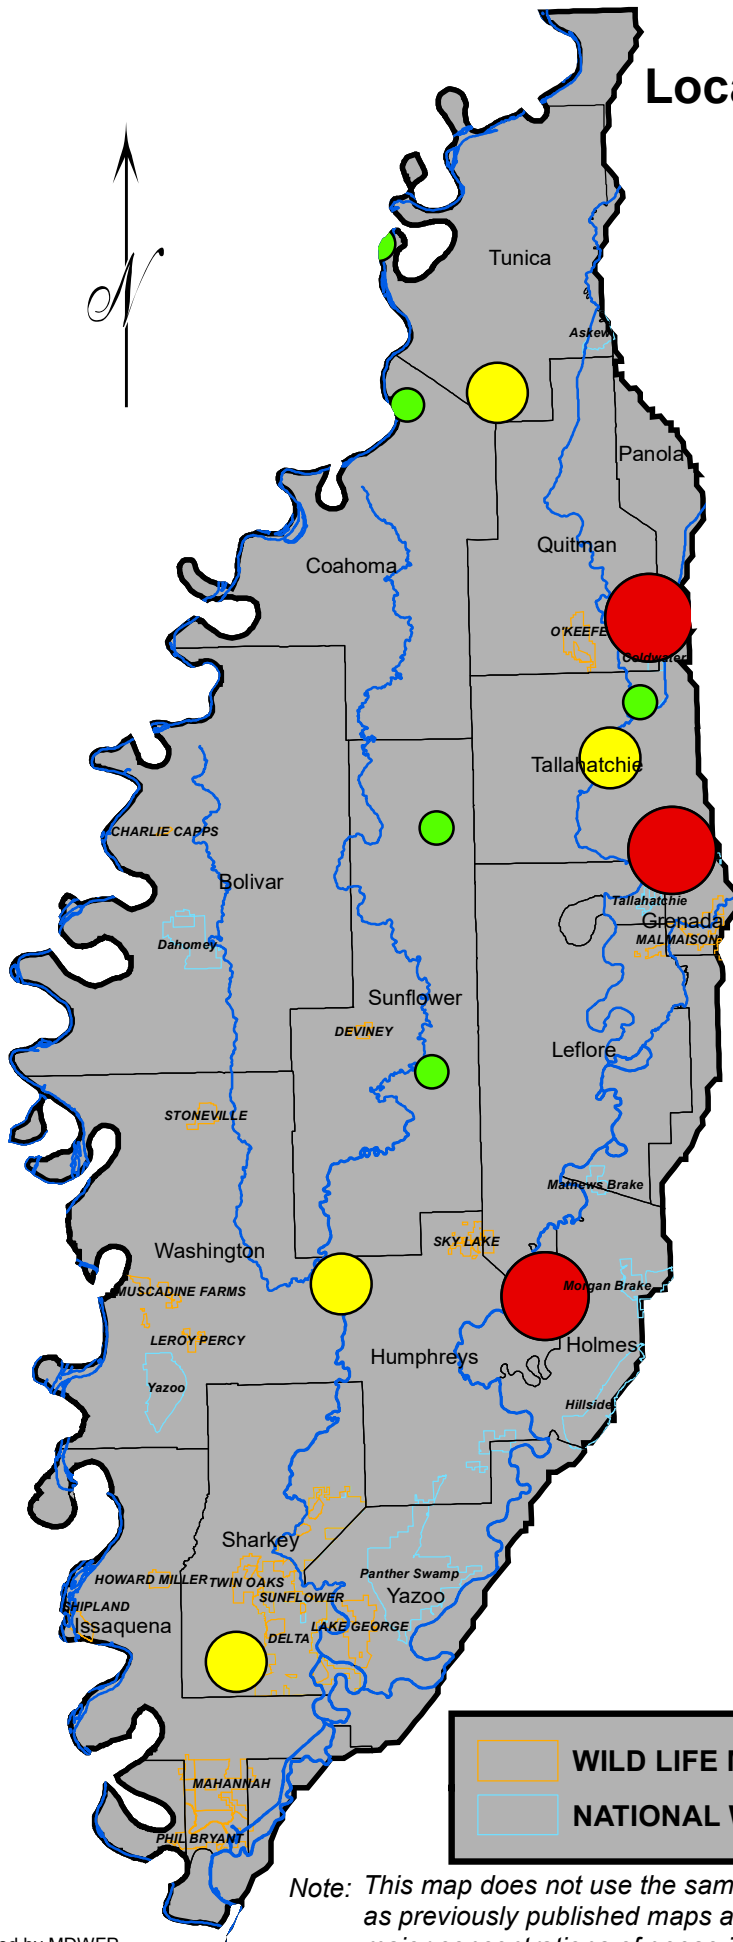 Loca
N
Tunica
Askew
Panola
Quitman
Coahoma
O'KEEFE
Coldwater
Tallahatchie
CHARLIE CAPPS
Bolivar
Tallahatchie
Grenada
Dahomey
MALMAISON
Sunflower
DEVINEY
Leflore
STONEVILLE
Mathews Brake
SKY LAKE
Washington
MUSCADINE FARMS
Morgan Brake
LEROY PERCY
Holmes
Humphreys
Yazoo
Hillside
Sharkey
Panther Swamp
HOWARD MILLER
TWIN OAKS
SUNFLOWER
Yazoo
SHIPLAND
Issaquena
LAKE GEORGE
DELTA
WILD LIFE
MAHANNAH
NATIONAL
PHIL BRYANT
Note: This map does not use the sam
as previously published maps a
by MDWFP